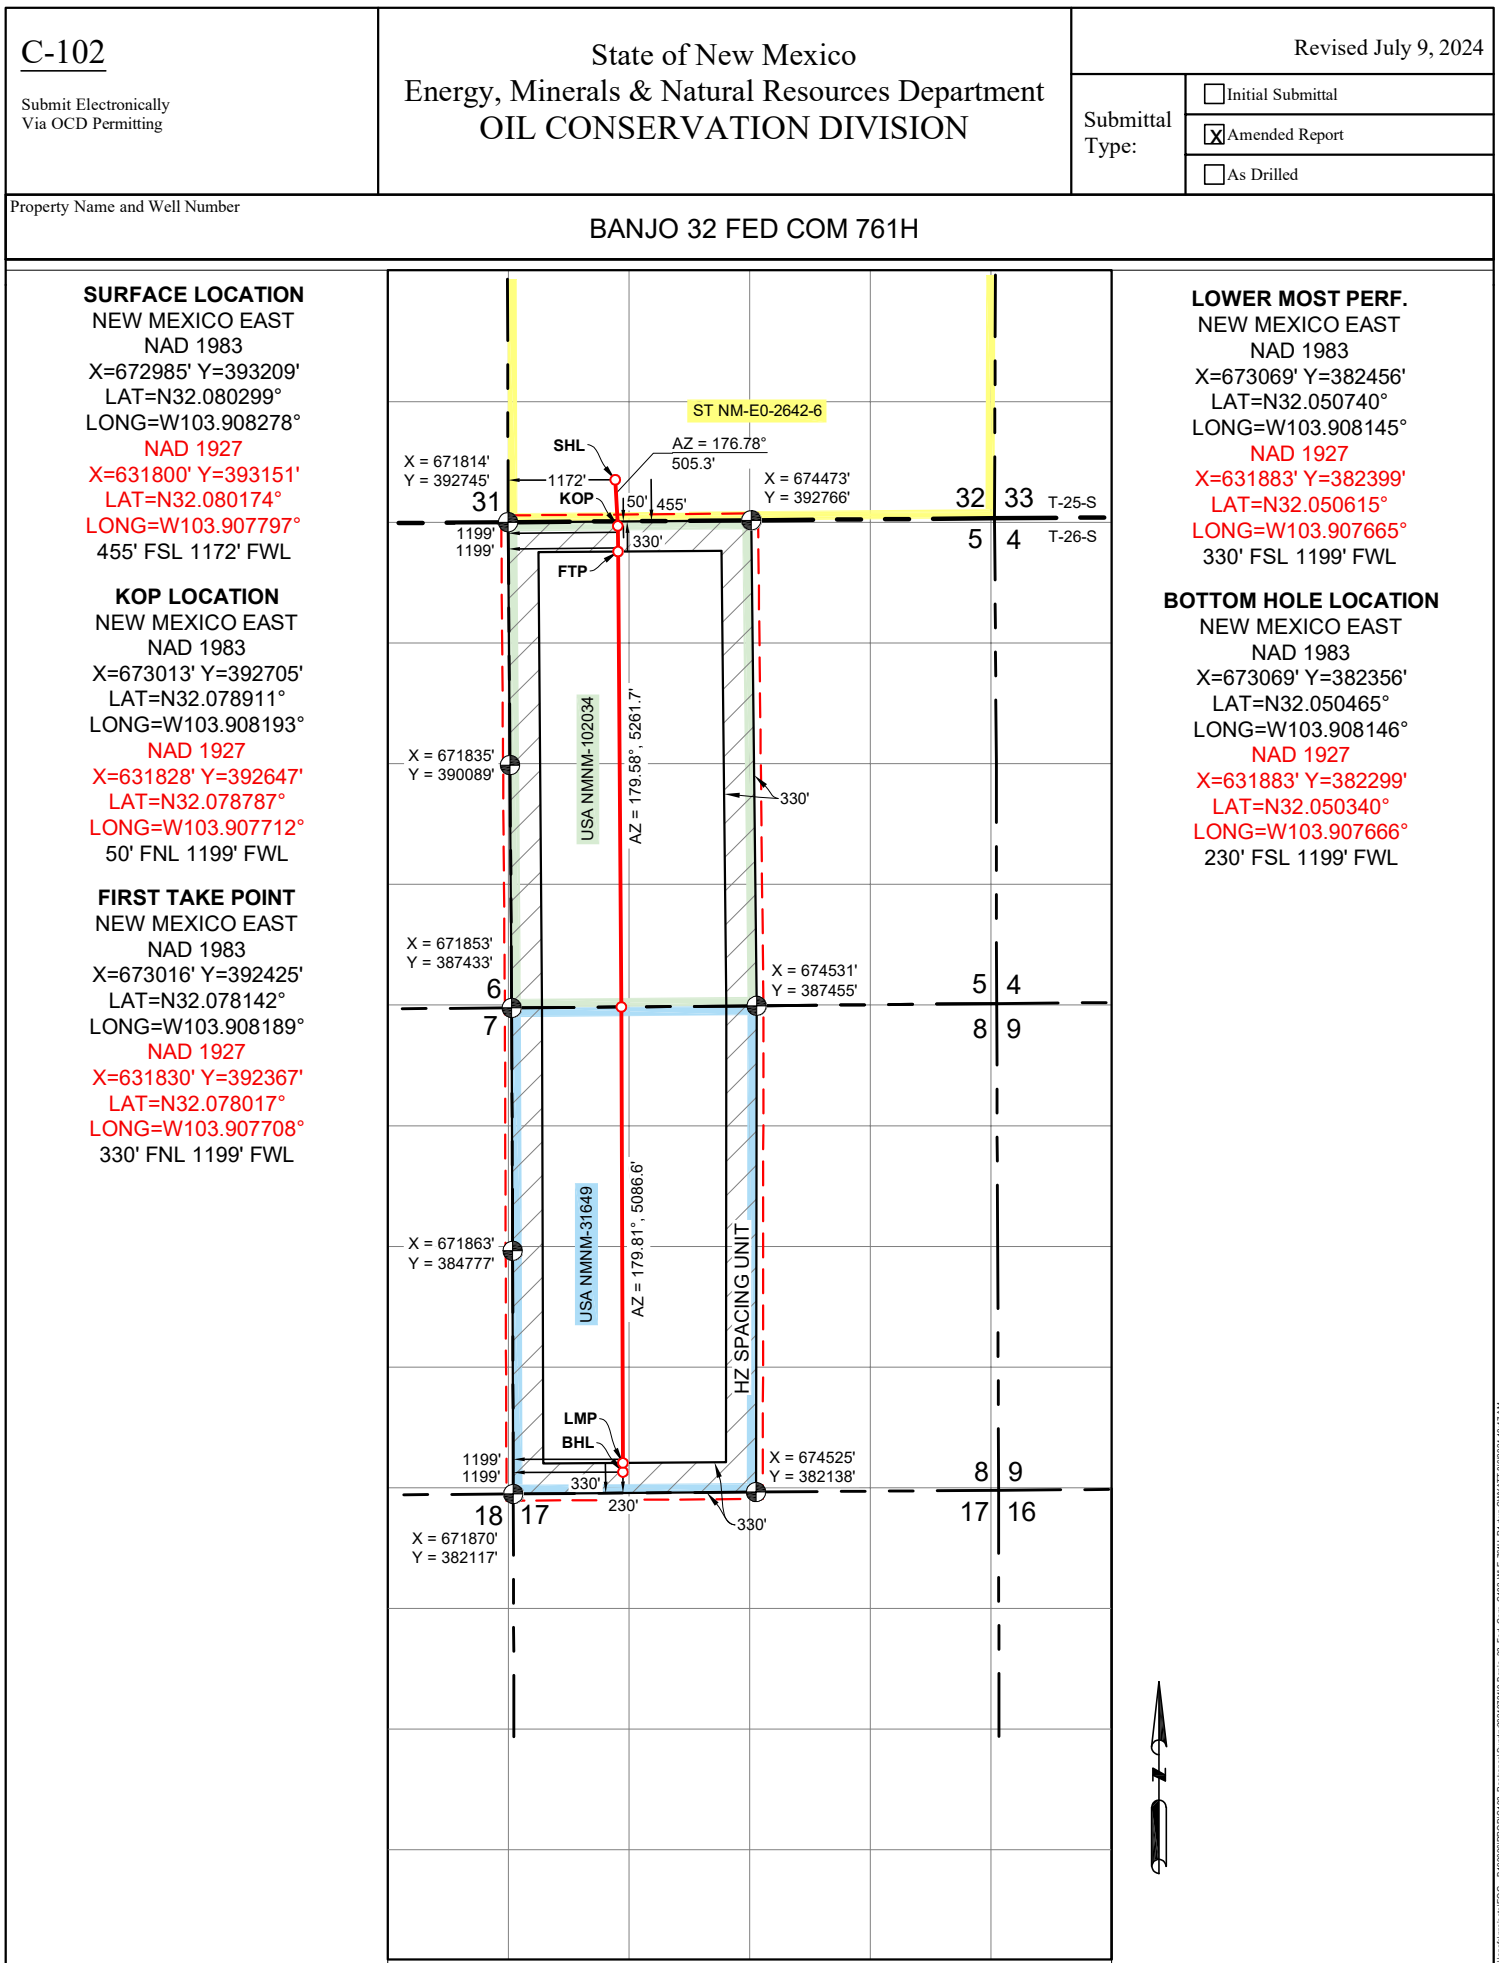 C-102
Submit Electronically
Via OCD Permitting
State of New Mexico
Energy, Minerals & Natural Resources Department
OIL CONSERVATION DIVISION
Revised July 9, 2024
Submittal
Type:
Initial Submittal
X Amended Report
As Drilled
Property Name and Well Number
BANJO 32 FED COM 761H
SURFACE LOCATION
NEW MEXICO EAST
NAD 1983
X=672985' Y=393209'
LAT=N32.080299°
LONG=W103.908278°
NAD 1927
X=631800' Y=393151'
LAT=N32.080174°
LONG=W103.907797°
455' FSL 1172' FWL
KOP LOCATION
NEW MEXICO EAST
NAD 1983
X=673013' Y=392705'
LAT=N32.078911°
LONG=W103.908193°
NAD 1927
X=631828' Y=392647'
LAT=N32.078787°
LONG=W103.907712°
50' FNL 1199' FWL
FIRST TAKE POINT
NEW MEXICO EAST
NAD 1983
X=673016' Y=392425'
LAT=N32.078142°
LONG=W103.908189°
NAD 1927
X=631830' Y=392367'
LAT=N32.078017°
LONG=W103.907708°
330' FNL 1199' FWL
ST NM-E0-2642-6
SHL
AZ = 176.78°
505.3'
X = 671814'
Y = 392745'
1172'
X = 674473'
Y = 392766'
KOP
50'
455'
31
32 33
T-25-S
1199'
1199'
330'
5 4
T-26-S
FTP
USA NMNM-102034
AZ = 179.58°, 5261.7'
X = 671835'
Y = 390089'
330'
X = 671853'
Y = 387433'
X = 674531'
Y = 387455'
6
5 4
7
8 9
USA NMNM-31649
AZ = 179.81°, 5086.6'
X = 671863'
Y = 384777'
HZ SPACING UNIT
LMP
BHL
1199'
1199'
330'
230'
X = 674525'
Y = 382138'
8 9
18 17
330'
17 16
X = 671870'
Y = 382117'
LOWER MOST PERF.
NEW MEXICO EAST
NAD 1983
X=673069' Y=382456'
LAT=N32.050740°
LONG=W103.908145°
NAD 1927
X=631883' Y=382399'
LAT=N32.050615°
LONG=W103.907665°
330' FSL 1199' FWL
BOTTOM HOLE LOCATION
NEW MEXICO EAST
NAD 1983
X=673069' Y=382356'
LAT=N32.050465°
LONG=W103.908146°
NAD 1927
X=631883' Y=382299'
LAT=N32.050340°
LONG=W103.907666°
230' FSL 1199' FWL
N